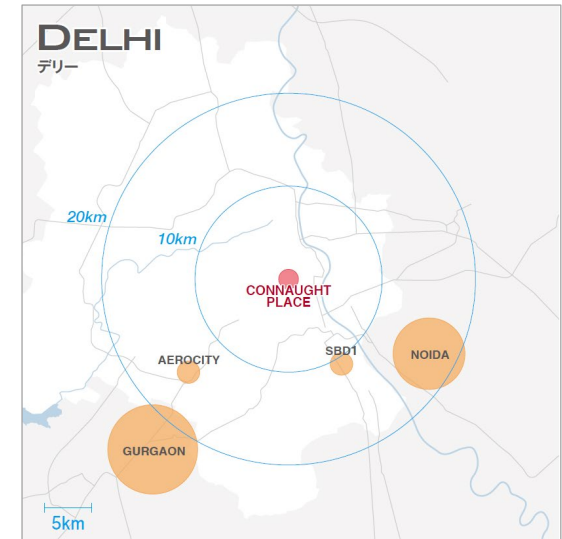 DELHI
デリー
20km
10km
CONNAUGHT
PLACE
AEROCITY
SBD1
NOIDA
GURGAON
5km